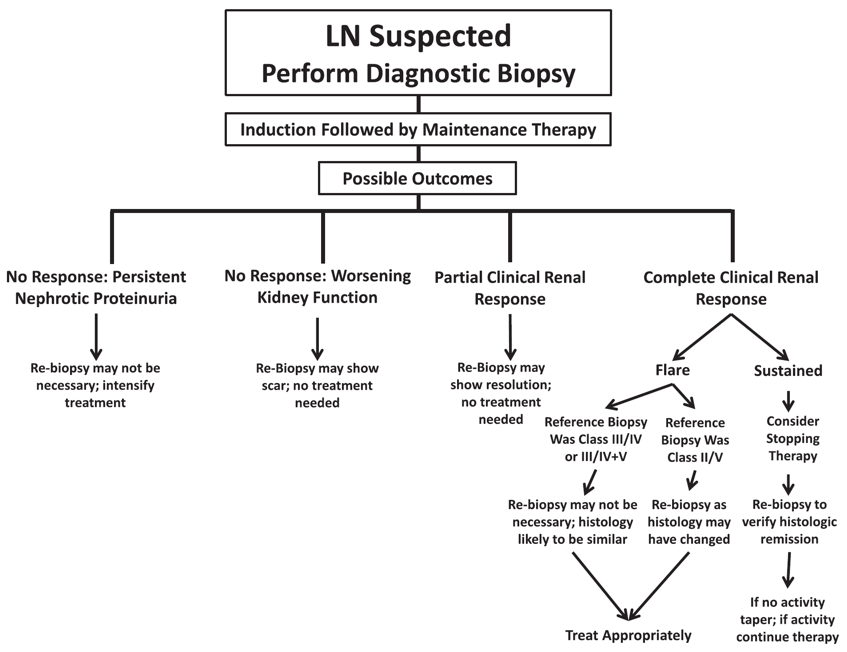 LN Suspected
Perform Diagnostic Biopsy
Induction Followed by Maintenance Therapy
Possible Outcomes
No Response: Persistent
Nephrotic Proteinuria
Re-biopsy may not be
necessary; intensify
treatment
No Response: Worsening
Kidney Function
Re-Biopsy may show
scar; no treatment
needed
Partial Clinical Renal
Response
Re-Biopsy may
show resolution;
no treatment
needed
Complete Clinical Renal
Response
Flare
Reference Biopsy
Was Class III/IV
or III/IV+V
Re-biopsy may not be
necessary; histology
likely to be similar
Reference
Biopsy Was
Class II/V
Re-biopsy as
histology may
have changed
Treat Appropriately
Sustained
Consider
Stopping
Therapy
Re-biopsy to
verify histologic
remission
If no activity
taper; if activity
continue therapy